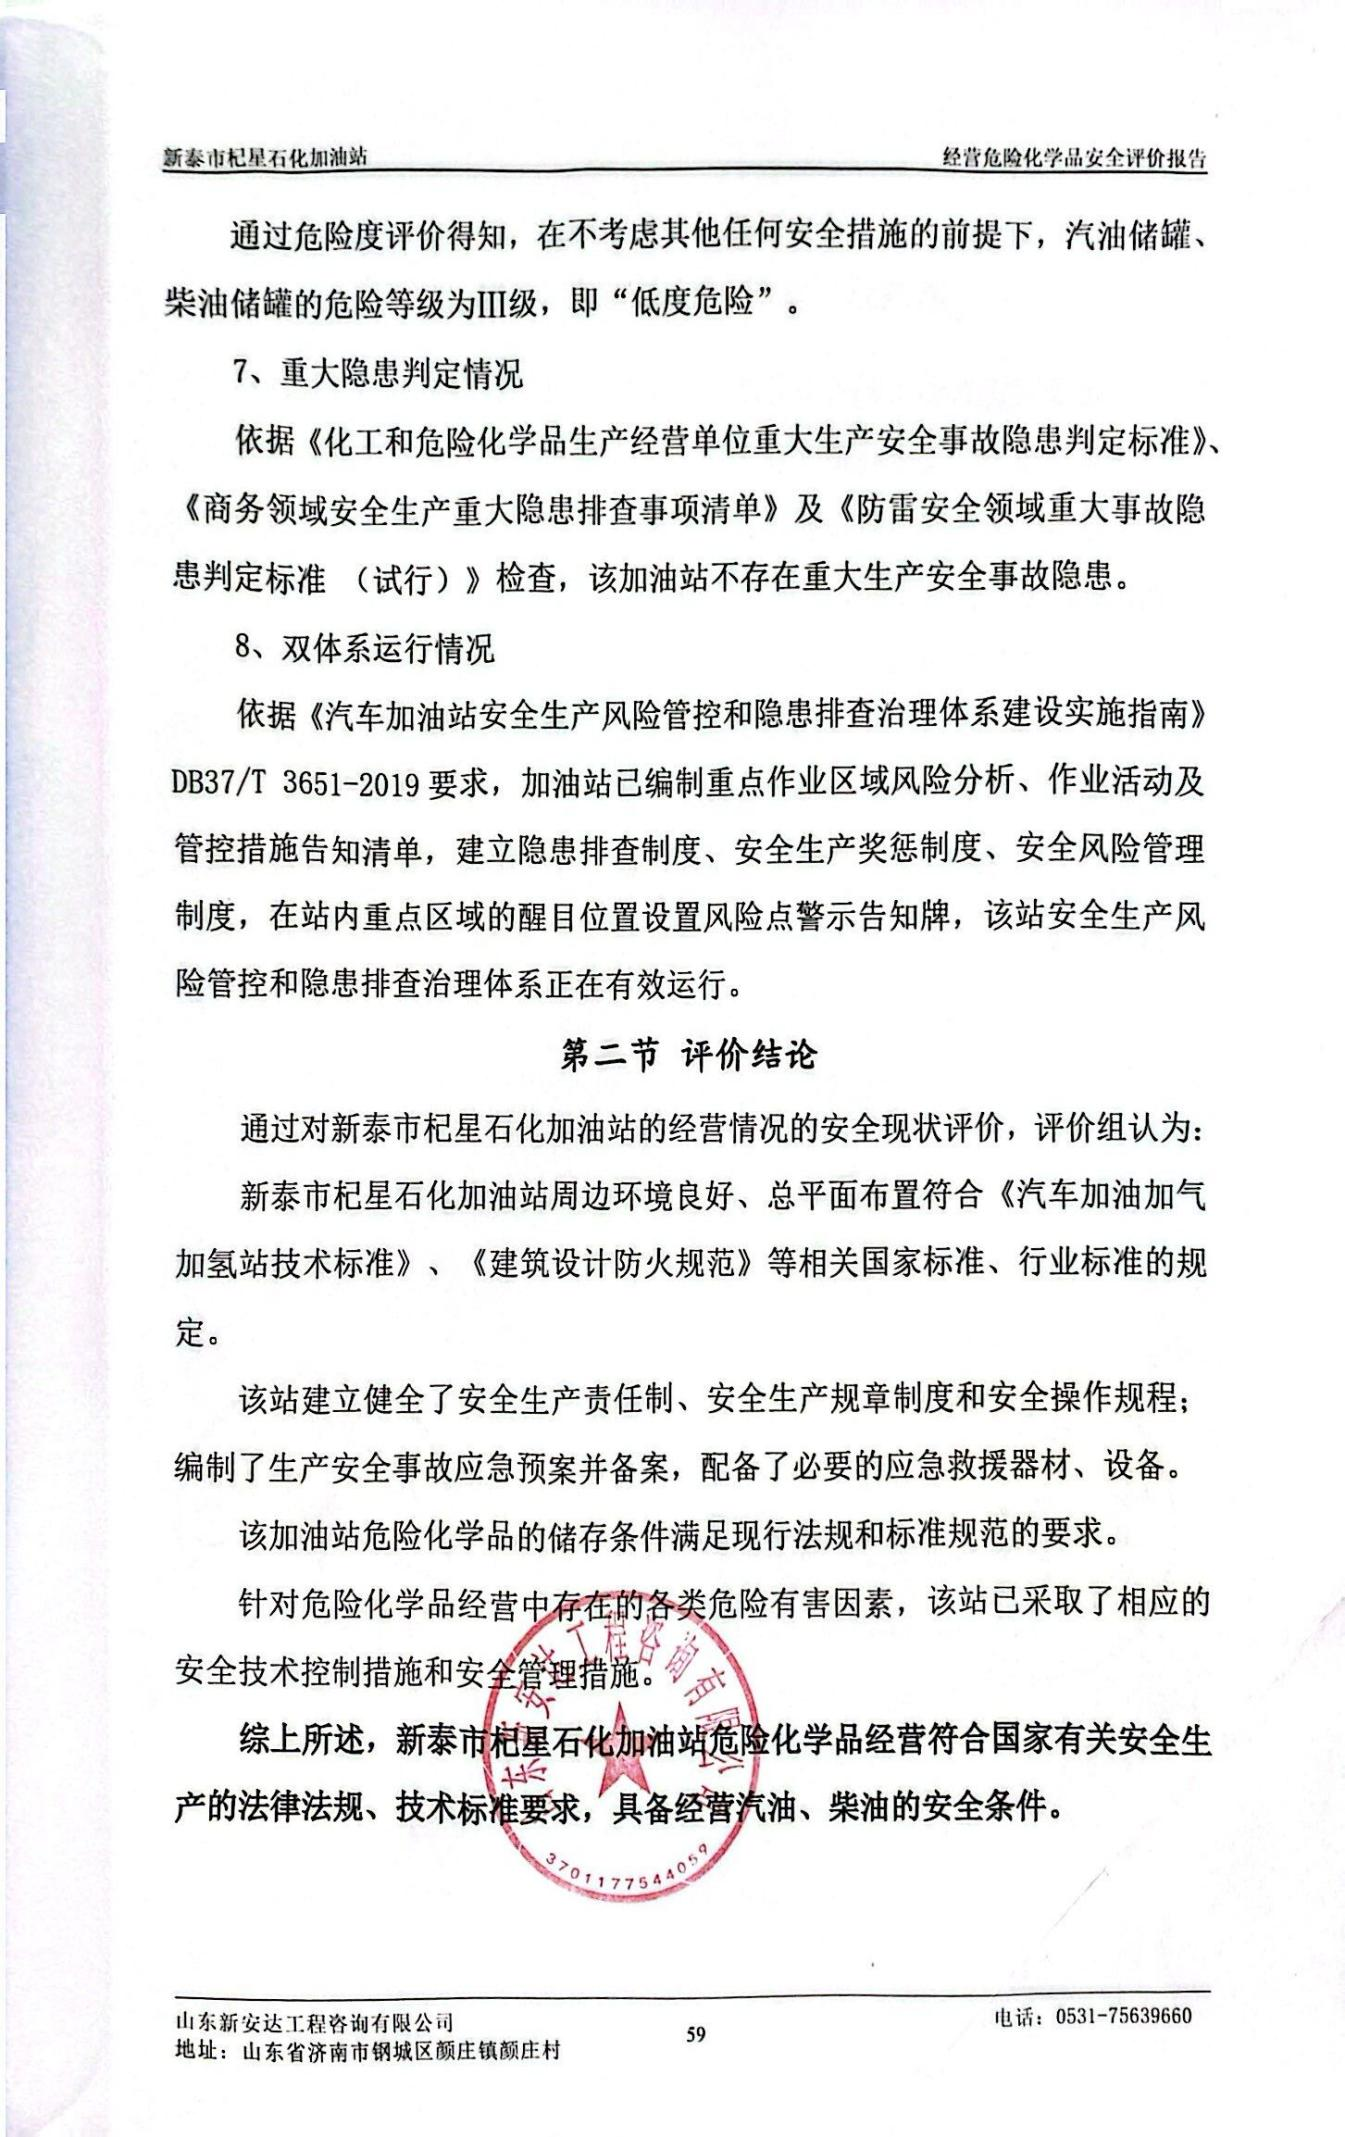 新泰市杞星石化加油站
经营危险化学品安全评价报告
通过危险度评价得知，在不考虑其他任何安全措施的前提下，汽油储罐、
柴油储罐的危险等级为III级，即“低度危险”。
7、重大隐患判定情况
依据《化工和危险化学品生产经营单位重大生产安全事故隐患判定标准》、
《商务领域安全生产重大隐患排查事项清单》及《防雷安全领域重大事故隐
患判定标准 （试行）》检查，该加油站不存在重大生产安全事故隐患。
8、双体系运行情况
依据《汽车加油站安全生产风险管控和隐患排查治理体系建设实施指南》
DB37/T 3651-2019 要求，加油站已编制重点作业区域风险分析、作业活动及
管控措施告知清单，建立隐患排查制度、安全生产奖惩制度、安全风险管理
制度，在站内重点区域的醒目位置设置风险点警示告知牌，该站安全生产风
险管控和隐患排查治理体系正在有效运行。
第二节 评价结论
通过对新泰市杞星石化加油站的经营情况的安全现状评价，评价组认为：
新泰市杞星石化加油站周边环境良好、总平面布置符合《汽车加油加气
加氢站技术标准》、《建筑设计防火规范》等相关国家标准、行业标准的规
定。
该站建立健全了安全生产责任制、安全生产规章制度和安全操作规程；
编制了生产安全事故应急预案并备案，配备了必要的应急救援器材、设备。
该加油站危险化学品的储存条件满足现行法规和标准规范的要求。
针对危险化学品经营中存在的各类危险有害因素，该站已采取了相应的
安全技术控制措施和安全管理措施。
综上所述，新泰市杞星石化加油站危险化学品经营符合国家有关安全生
产的法律法规、技术标准要求，具备经营汽油、柴油的安全条件。
山东新安达工程咨询有限公司
3701177544059
山东新安达工程咨询有限公司
地址：山东省济南市钢城区颜庄镇颜庄村
59
电话：0531-75639660